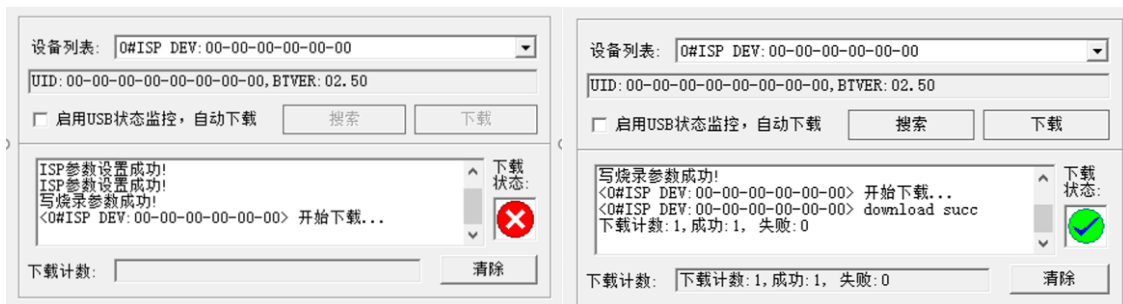 设备列表: 0#ISP DEV:00-00-00-00-00-00
UID:00-00-00-00-00-00-00-00,BTVER:02.50
启用USB状态监控，自动下载 搜索 下载
ISP参数设置成功!
ISP参数设置成功!
写烧录参数成功!
<0#ISP DEV:00-00-00-00-00-00> 开始下载...
下载
状态:
下载计数: 清除
设备列表: 0#ISP DEV:00-00-00-00-00-00
UID:00-00-00-00-00-00-00-00,BTVER:02.50
启用USB状态监控，自动下载 搜索 下载
写烧录参数成功!
<0#ISP DEV:00-00-00-00-00-00> 开始下载...
<0#ISP DEV:00-00-00-00-00-00> download succ
下载计数:1,成功:1, 失败:0
下载
状态:
下载计数: 下载计数:1,成功:1, 失败:0 清除